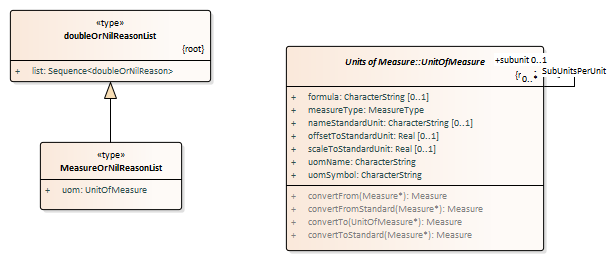 «type»
doubleOrNilReasonList
{root}
+ list: Sequence<doubleOrNilReason>
«type»
MeasureOrNilReasonList
+ uom: UnitOfMeasure
Units of Measure::UnitOfMeasure
+subunit 0..1
{r
0..*
SubUnitsPerUnit
+ formula: CharacterString [0..1]
+ measureType: MeasureType
+ nameStandardUnit: CharacterString [0..1]
+ offsetToStandardUnit: Real [0..1]
+ scaleToStandardUnit: Real [0..1]
+ uomName: CharacterString
+ uomSymbol: CharacterString
+ convertFrom(Measure*): Measure
+ convertFromStandard(Measure*): Measure
+ convertTo(UnitOfMeasure*): Measure
+ convertToStandard(Measure*): Measure